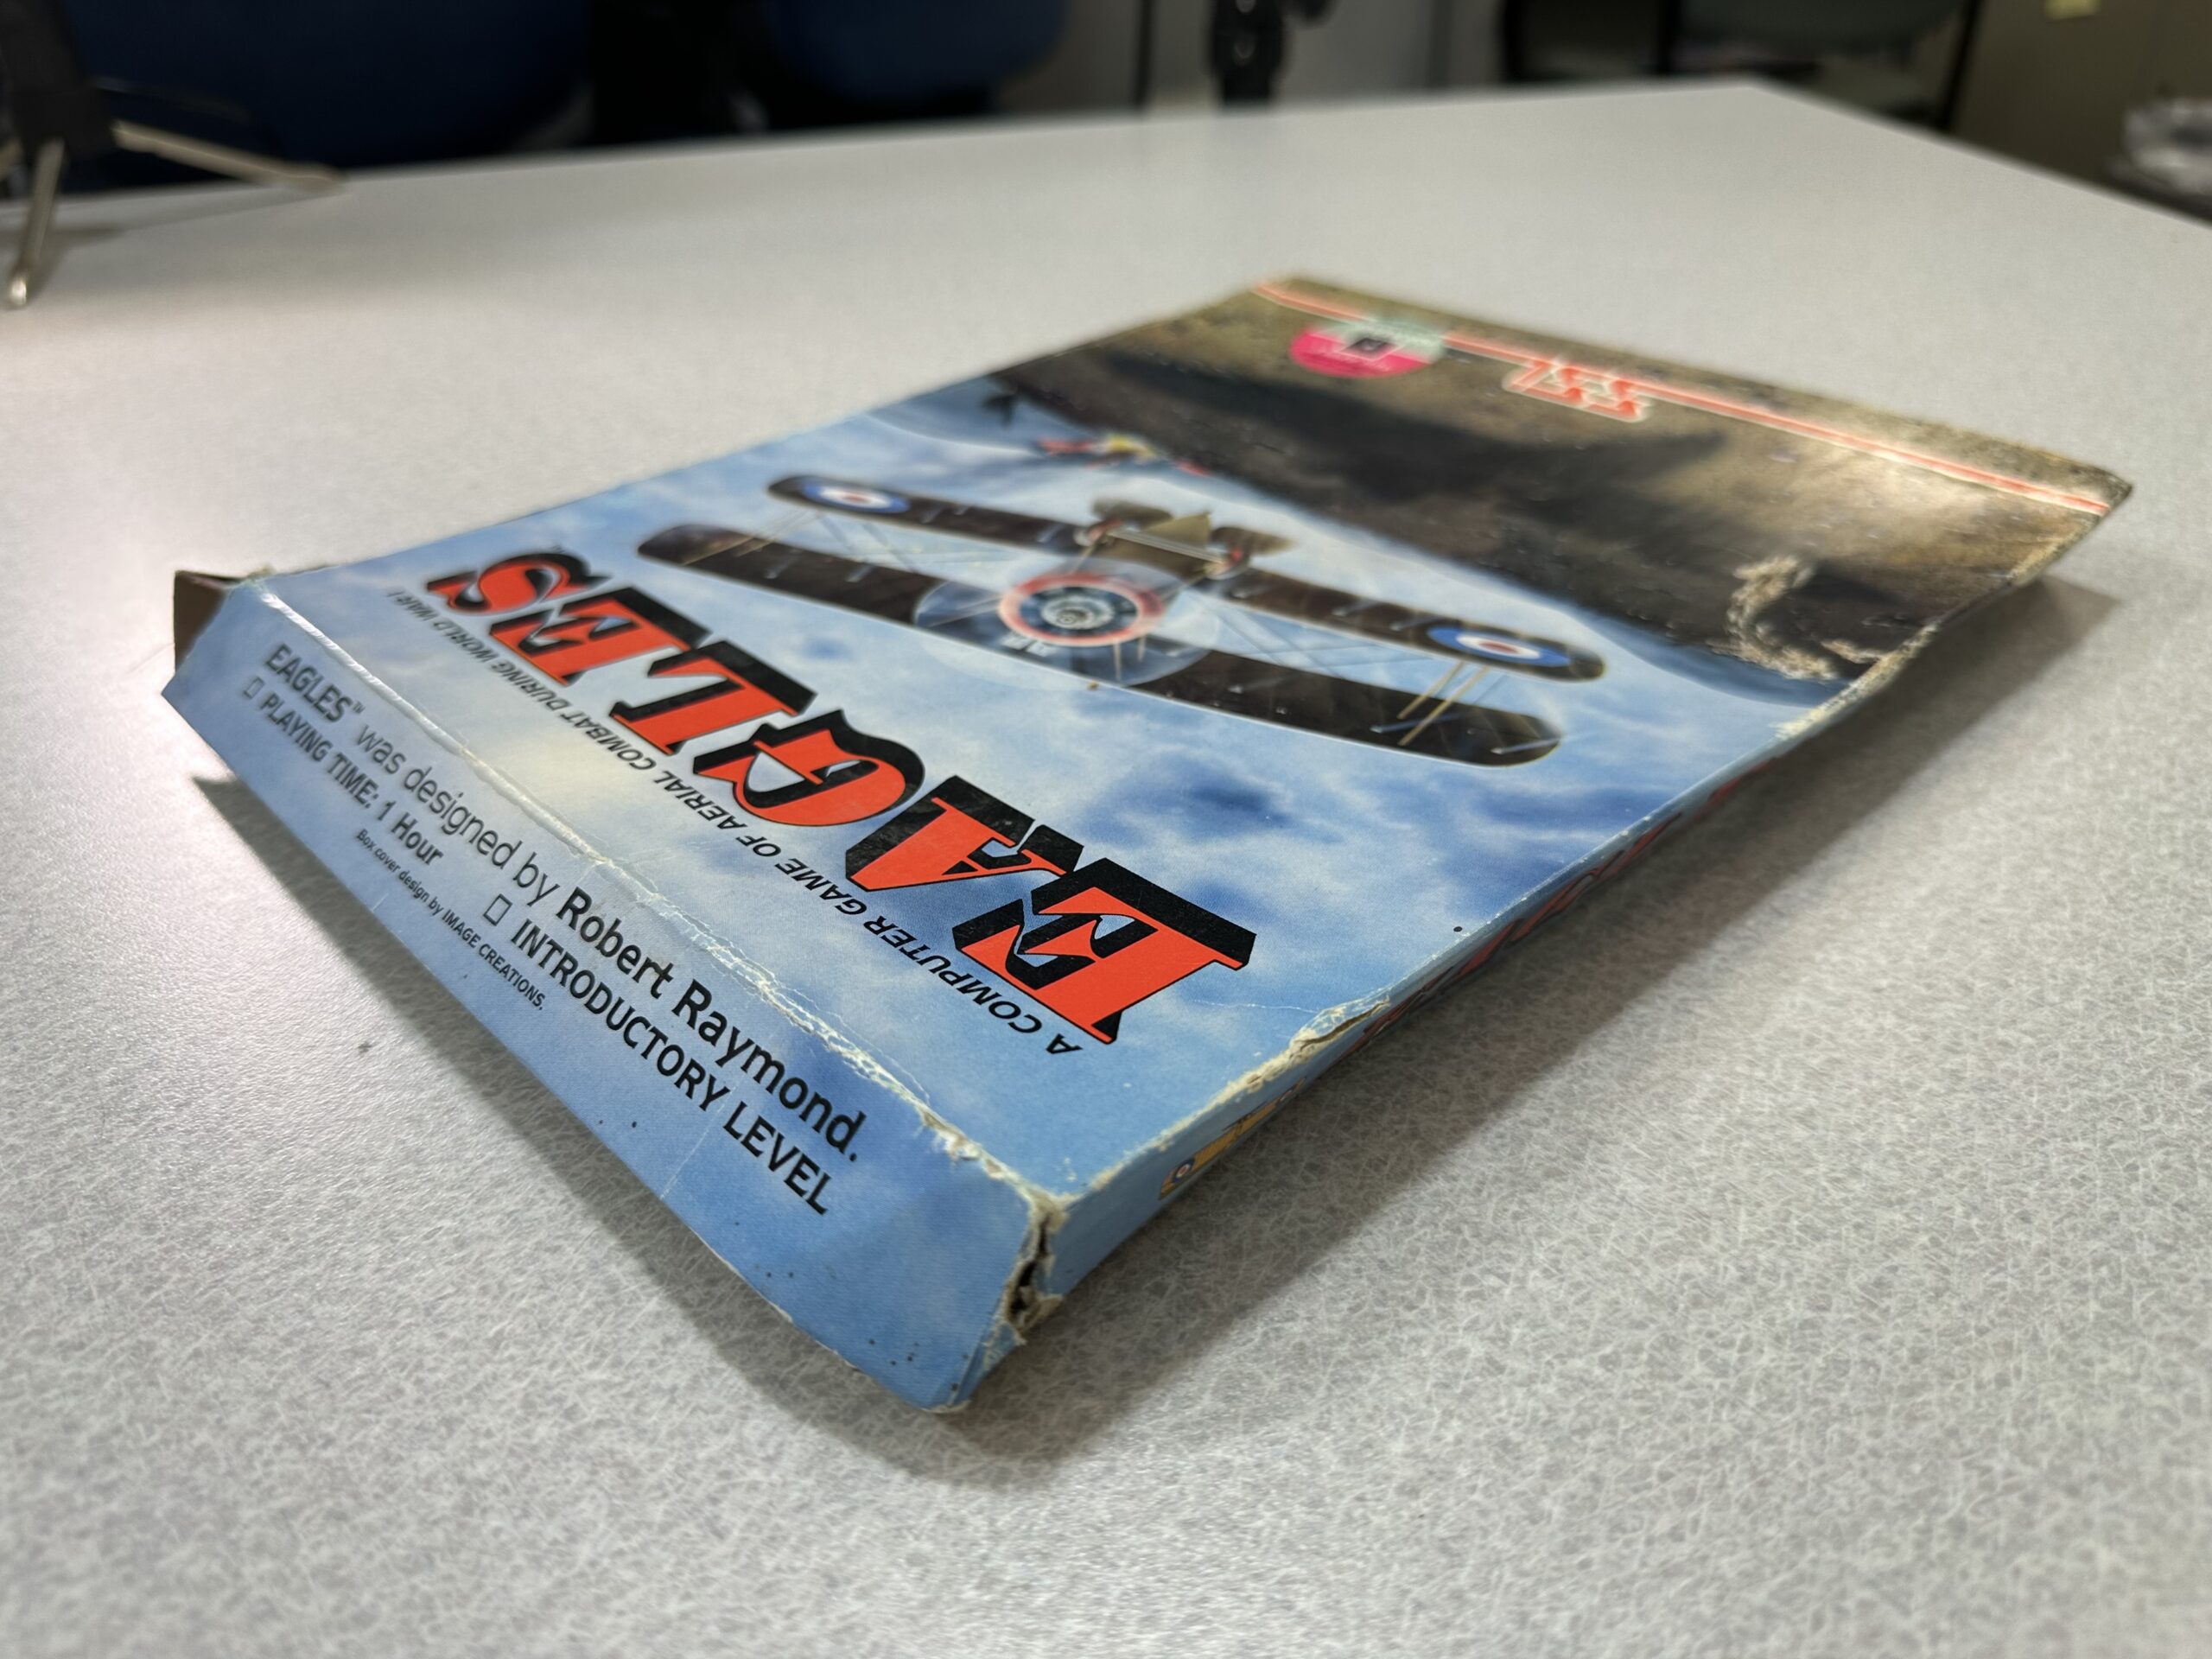 EAGLES™ was designed by Robert Raymond.
☐ PLAYING TIME: 1 Hour ☐ INTRODUCTORY LEVEL
Box cover design by IMAGE CREATIONS.
EAGLES
A COMPUTER GAME OF AERIAL COMBAT DURING WORLD WAR I
SSI